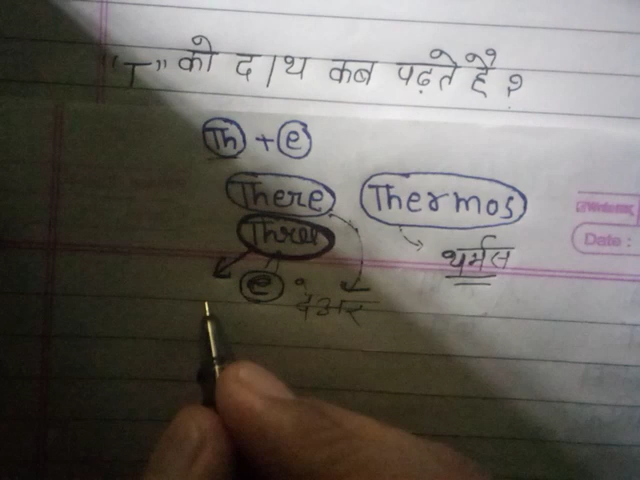 "T" को द/थ कब पढ़ते है ?
Th + e
There Thermos
Three थर्मस
e देअर
Date :